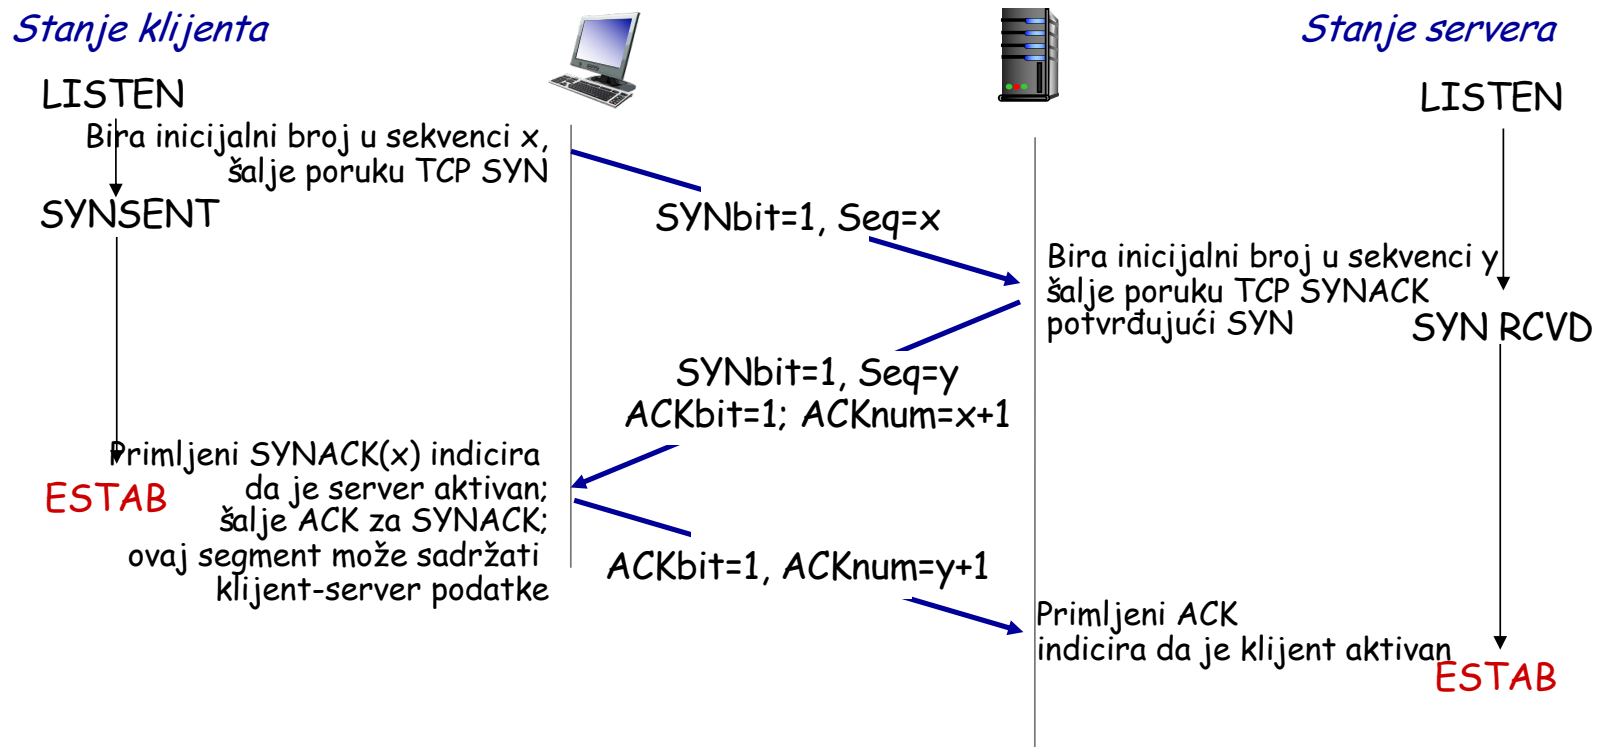 Stanje klijenta
Stanje servera
LISTEN
LISTEN
Bira inicijalni broj u sekvenci x,
šalje poruku TCP SYN
SYNSENT
SYNbit=1, Seq=x
Bira inicijalni broj u sekvenci y
šalje poruku TCP SYNACK
potvrđujući SYN
SYN RCVD
SYNbit=1, Seq=y
ACKbit=1; ACKnum=x+1
Primljeni SYNACK(x) indicira
da je server aktivan;
šalje ACK za SYNACK;
ovaj segment može sadržati
klijent-server podatke
ESTAB
ACKbit=1, ACKnum=y+1
Primljeni ACK
indicira da je klijent aktivan
ESTAB